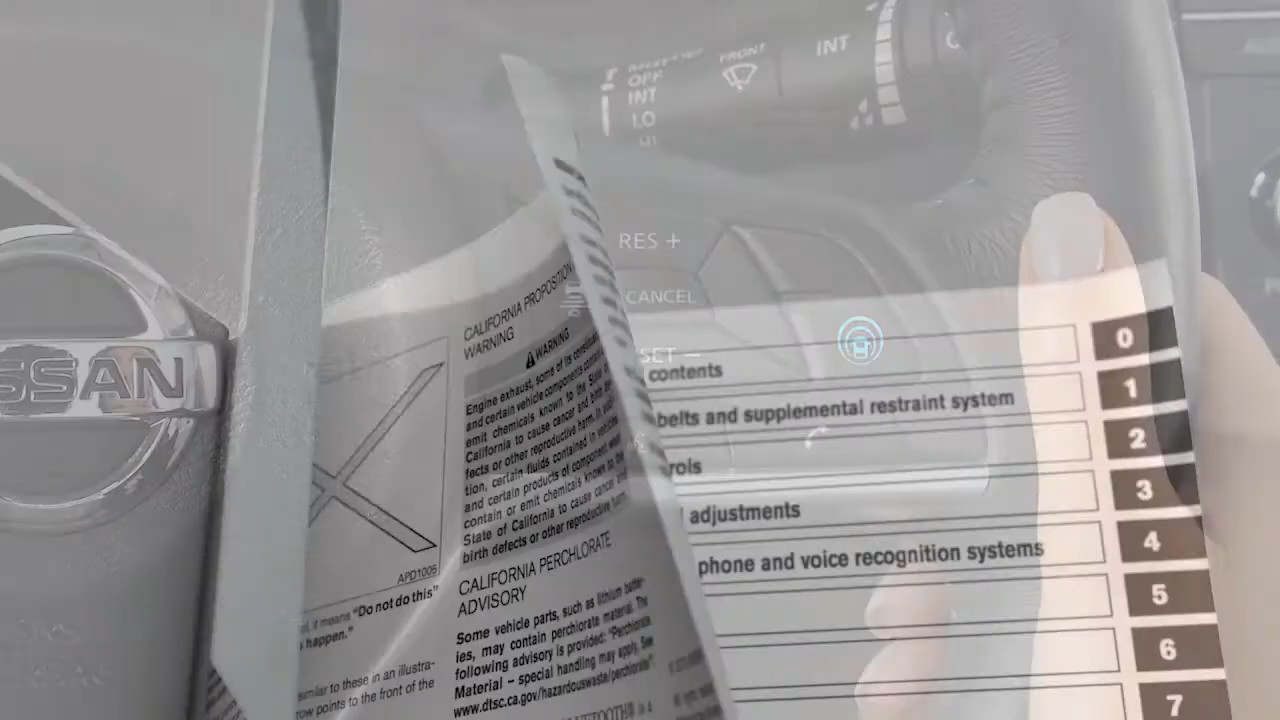 OFF
INT
LO
HI
FRONT
INT
RES +
CANCEL
SET —
SSAN
CALIFORNIA PROPOSITION
WARNING
WARNING
Engine exhaust, some of its constituents
and certain vehicle components contain
emit chemicals known to the State
California to cause cancer and birth de
fects or other reproductive harm. In addi
tion, certain fluids contained in vehicles
and certain products of component wear
contain or emit chemicals known to the
State of California to cause cancer and
birth defects or other reproductive harm.
CALIFORNIA PERCHLORATE
ADVISORY
Some vehicle parts, such as lithium batter-
ies, may contain perchlorate material. The
following advisory is provided: "Perchlorate
Material – special handling may apply. See
www.dtsc.ca.gov/hazardouswaste/perchlorate".
BLUETOOTH® is a
APD1005
it means "Do not do this"
happen."
similar to these in an illustra-
row points to the front of the
contents
belts and supplemental restraint system
rols
adjustments
phone and voice recognition systems
0
1
2
3
4
5
6
7